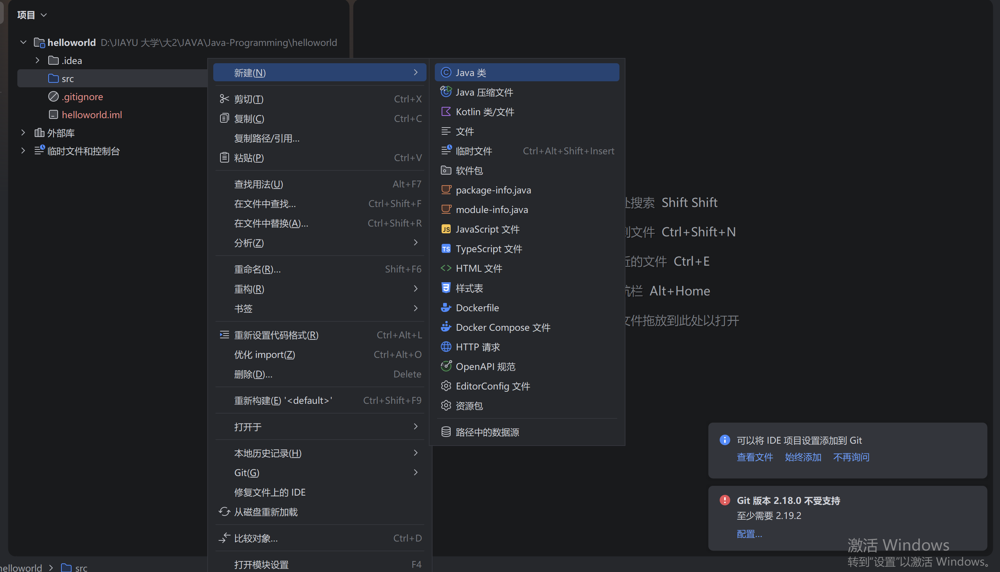 项目
helloworld D:\JIAYU 大学\大2\JAVA\Java-Programming\helloworld
.idea
src
.gitignore
helloworld.iml
外部库
临时文件和控制台
新建(N)
剪切(T) Ctrl+X
复制(C) Ctrl+C
复制路径/引用...
粘贴(P) Ctrl+V
查找用法(U) Alt+F7
在文件中查找... Ctrl+Shift+F
在文件中替换(A)... Ctrl+Shift+R
分析(Z)
重命名(R)... Shift+F6
重构(R)
书签
重新设置代码格式(R) Ctrl+Alt+L
优化 import(Z) Ctrl+Alt+O
删除(D)... Delete
重新构建(E) '<default>' Ctrl+Shift+F9
打开于
本地历史记录(H)
Git(G)
修复文件上的 IDE
从磁盘重新加载
比较对象... Ctrl+D
打开模块设置 F4
Java 类
Java 压缩文件
Kotlin 类/文件
文件
临时文件 Ctrl+Alt+Shift+Insert
软件包
package-info.java
module-info.java
JavaScript 文件
TypeScript 文件
HTML 文件
样式表
Dockerfile
Docker Compose 文件
HTTP 请求
OpenAPI 规范
EditorConfig 文件
资源包
路径中的数据源
搜索 Shift Shift
文件 Ctrl+Shift+N
的文件 Ctrl+E
栏 Alt+Home
件拖放到此处以打开
可以将 IDE 项目设置添加到 Git
查看文件 始终添加 不再询问
Git 版本 2.18.0 不受支持
至少需要 2.19.2
配置...
激活 Windows
转到“设置”以激活 Windows。
helloworld > src